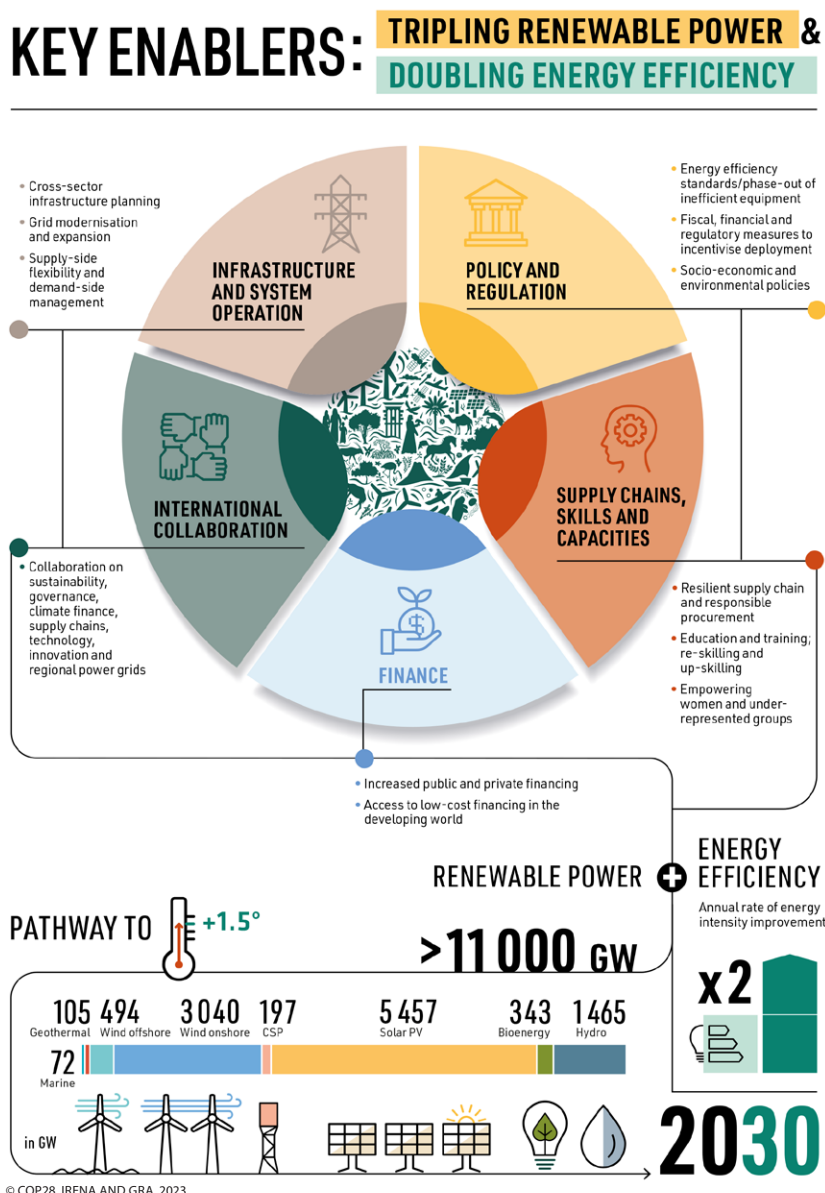 KEY ENABLERS:
TRIPLING RENEWABLE POWER &
DOUBLING ENERGY EFFICIENCY
• Cross-sector
infrastructure planning
• Grid modernisation
and expansion
• Supply-side
flexibility and
demand-side
management
INFRASTRUCTURE
AND SYSTEM
OPERATION
POLICY AND
REGULATION
• Energy efficiency
standards/phase-out of
inefficient equipment
• Fiscal, financial and
regulatory measures to
incentivise deployment
• Socio-economic and
environmental policies
INTERNATIONAL
COLLABORATION
SUPPLY CHAINS,
SKILLS AND
CAPACITIES
• Collaboration on
sustainability,
governance,
climate finance,
supply chains,
technology,
innovation and
regional power grids
$
FINANCE
• Resilient supply chain
and responsible
procurement
• Education and training;
re-skilling and
up-skilling
• Empowering
women and under-
represented groups
• Increased public and private financing
• Access to low-cost financing in the
developing world
RENEWABLE POWER + ENERGY
EFFICIENCY
Annual rate of energy
intensity improvement
PATHWAY TO +1.5°
>11 000 GW
x2
105 494 3 040 197 5 457 343 1 465
Geothermal Wind offshore Wind onshore CSP Solar PV Bioenergy Hydro
72
Marine
in GW
2030
© COP28, IRENA AND GRA, 2023